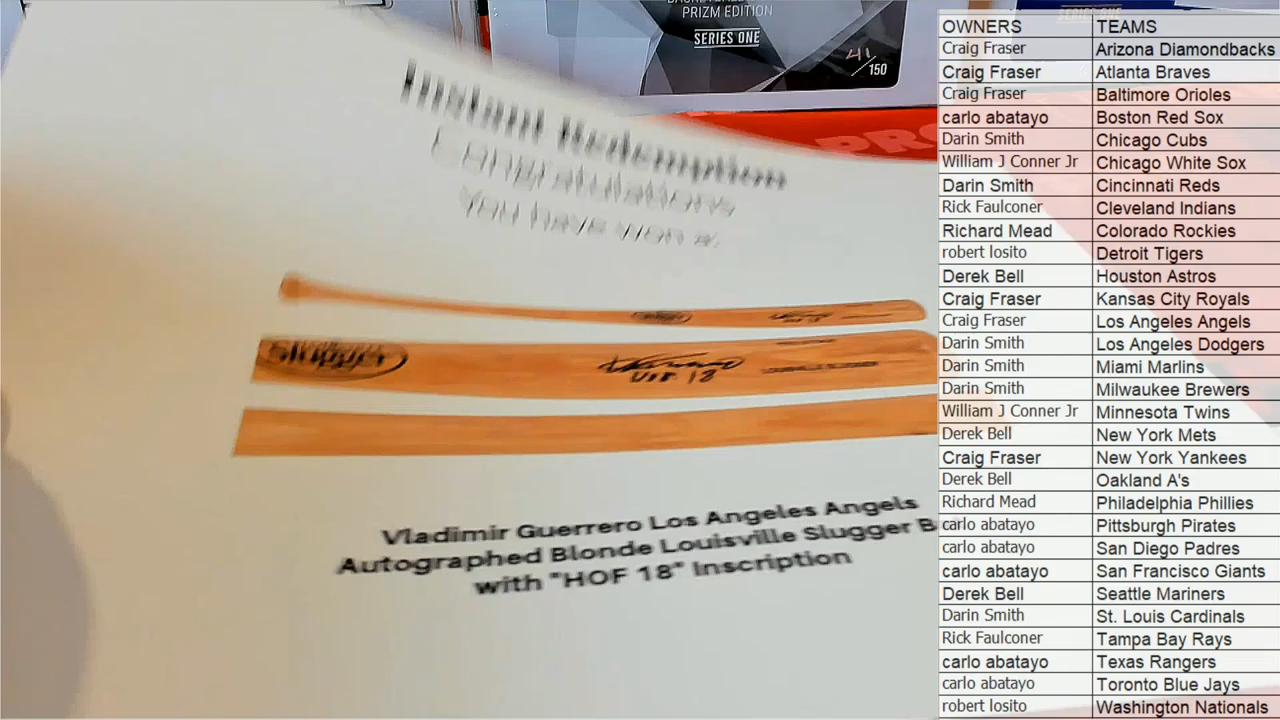 PRIZM EDITION
SERIES ONE
41/150
Instant Redemption
Congratulations
You have won a:
Slugger
HOF 18
Vladimir Guerrero Los Angeles Angels
Autographed Blonde Louisville Slugger
with "HOF 18" Inscription
SERIES ONE
OWNERS TEAMS
Craig Fraser Arizona Diamondbacks
Craig Fraser Atlanta Braves
Craig Fraser Baltimore Orioles
carlo abatayo Boston Red Sox
Darin Smith Chicago Cubs
William J Conner Jr Chicago White Sox
Darin Smith Cincinnati Reds
Rick Faulconer Cleveland Indians
Richard Mead Colorado Rockies
robert losito Detroit Tigers
Derek Bell Houston Astros
Craig Fraser Kansas City Royals
Craig Fraser Los Angeles Angels
Darin Smith Los Angeles Dodgers
Darin Smith Miami Marlins
Darin Smith Milwaukee Brewers
William J Conner Jr Minnesota Twins
Derek Bell New York Mets
Craig Fraser New York Yankees
Derek Bell Oakland A's
Richard Mead Philadelphia Phillies
carlo abatayo Pittsburgh Pirates
carlo abatayo San Diego Padres
carlo abatayo San Francisco Giants
Derek Bell Seattle Mariners
Darin Smith St. Louis Cardinals
Rick Faulconer Tampa Bay Rays
carlo abatayo Texas Rangers
carlo abatayo Toronto Blue Jays
robert losito Washington Nationals